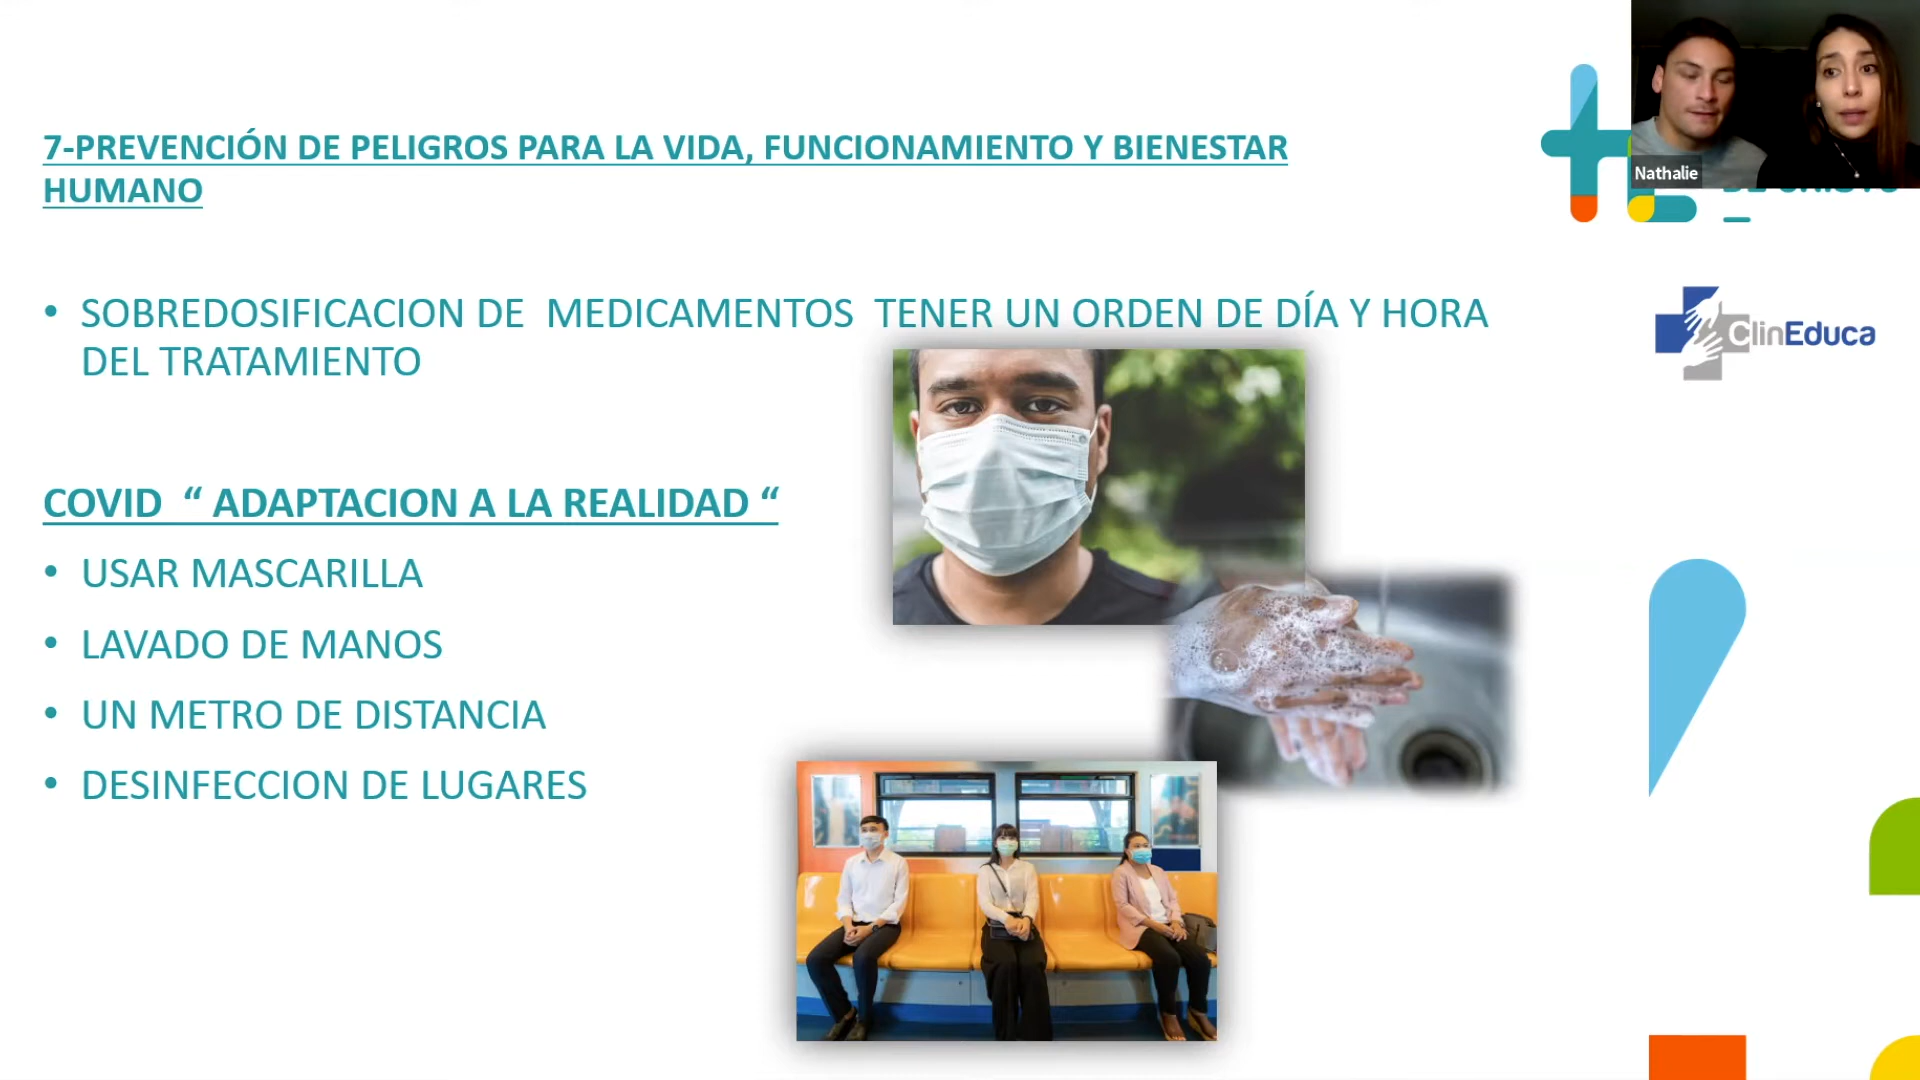 7-PREVENCIÓN DE PELIGROS PARA LA VIDA, FUNCIONAMIENTO Y BIENESTAR
HUMANO
• SOBREDOSIFICACION DE  MEDICAMENTOS  TENER UN ORDEN DE DÍA Y HORA
DEL TRATAMIENTO
COVID  “ ADAPTACION A LA REALIDAD “
• USAR MASCARILLA
• LAVADO DE MANOS
• UN METRO DE DISTANCIA
• DESINFECCION DE LUGARES
Nathalie
ClinEduca